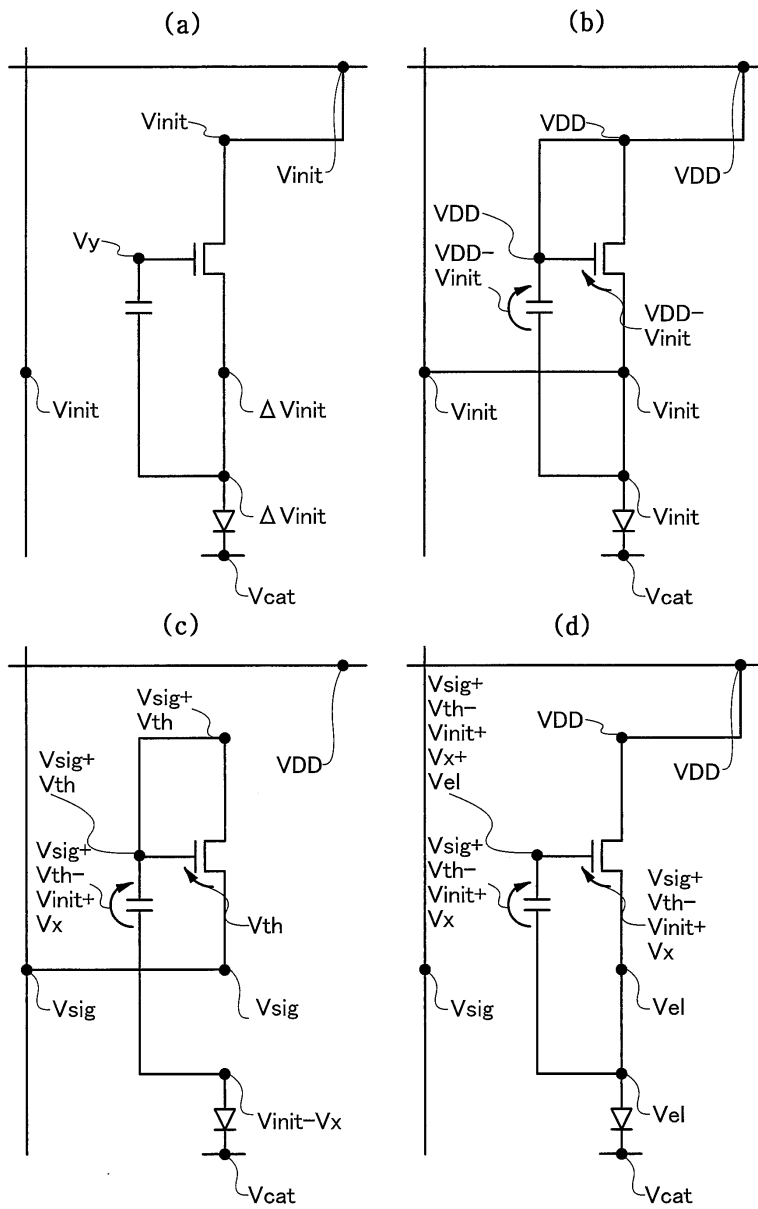 (a)
Vinit
Vinit
Vy
Vinit
Δ Vinit
Δ Vinit
Vcat
(b)
VDD
VDD
VDD
VDD-
Vinit
VDD-
Vinit
Vinit
Vinit
Vinit
Vcat
(c)
Vsig+
Vth
VDD
Vsig+
Vth
Vsig+
Vth-
Vinit+
Vx
Vth
Vsig
Vsig
Vinit-Vx
Vcat
(d)
Vsig+
Vth-
Vinit+
Vx+
Vel
VDD
VDD
Vsig+
Vth-
Vinit+
Vx
Vsig+
Vth-
Vinit+
Vx
Vsig
Vel
Vel
Vcat